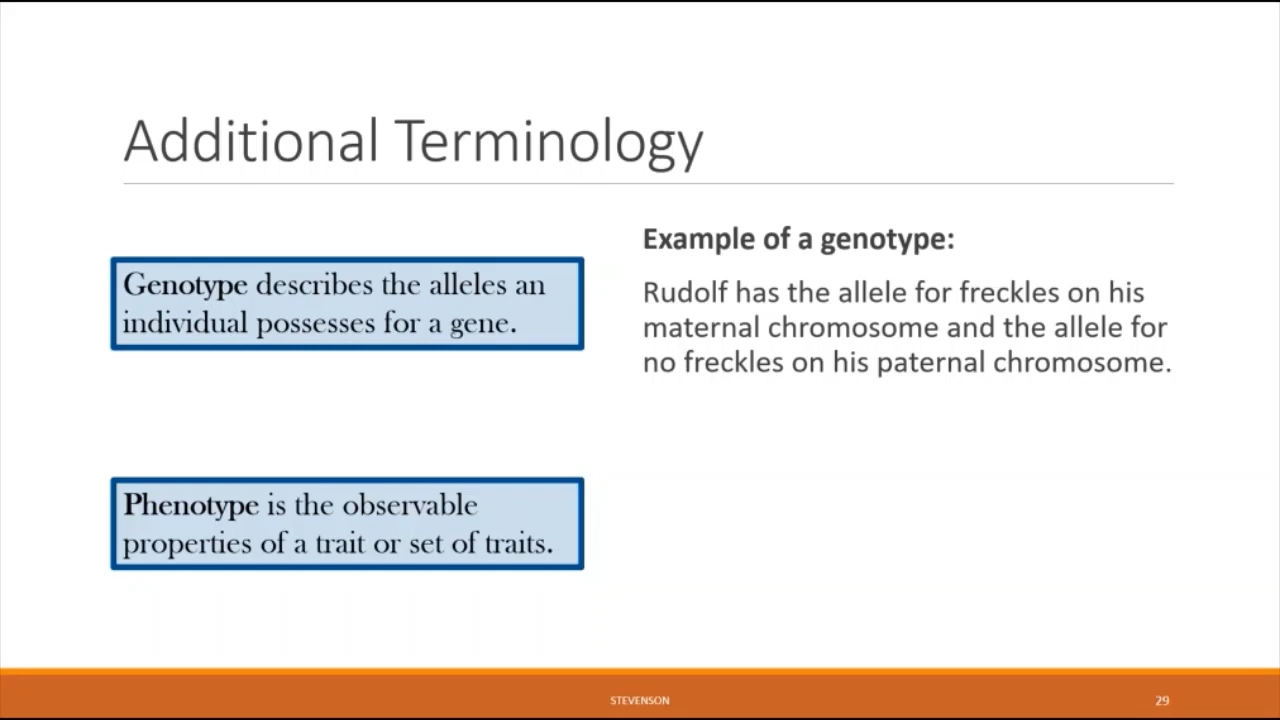 Additional Terminology
Genotype describes the alleles an
individual possesses for a gene.
Phenotype is the observable
properties of a trait or set of traits.
Example of a genotype:
Rudolf has the allele for freckles on his
maternal chromosome and the allele for
no freckles on his paternal chromosome.
STEVENSON
29